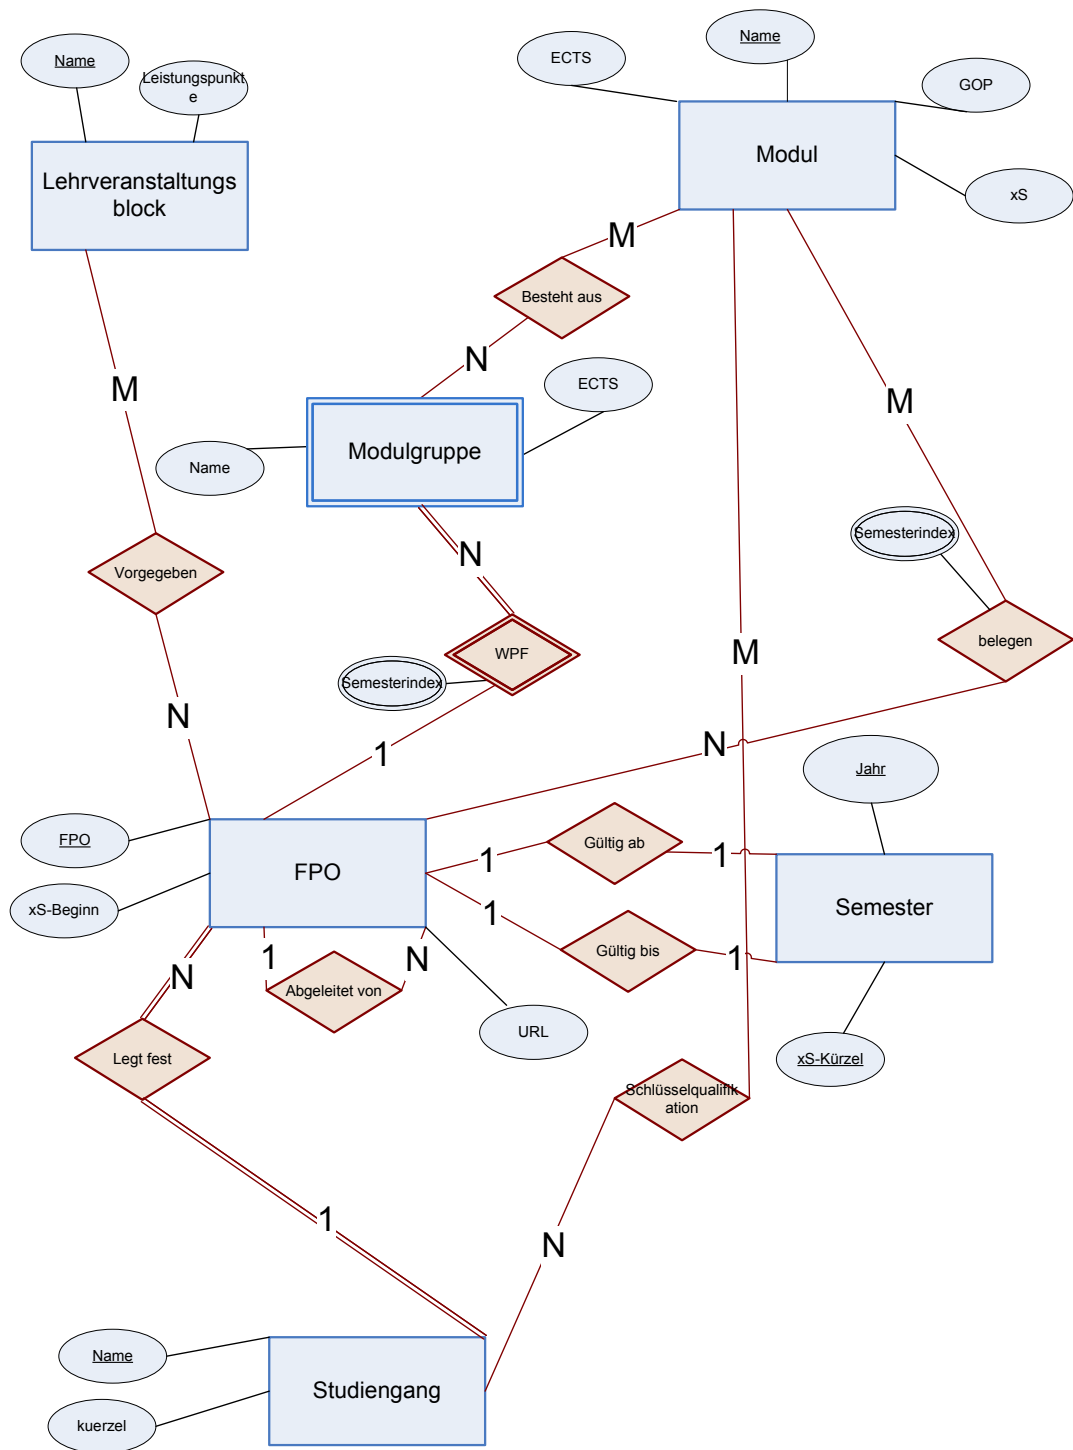 Name
ECTS
Name
Leistungspunkt
e
GOP
Modul
Lehrveranstaltungs
block
xS
M
Besteht aus
N
ECTS
M
M
Modulgruppe
Name
Semesterindex
N
Vorgegeben
belegen
WPF
M
Semesterindex
N
N
1
Jahr
FPO
Gültig ab
1
1
FPO
xS-Beginn
Semester
1
Gültig bis
1
1
N
N
Abgeleitet von
URL
Legt fest
xS-Kürzel
Schlüsselqualifik
ation
1
N
Name
Studiengang
kuerzel